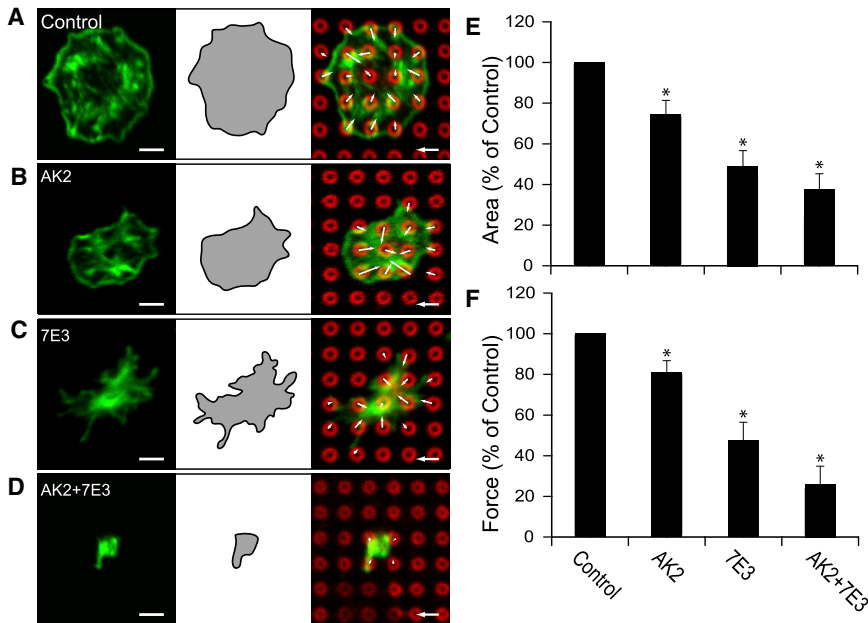 A
Control
B
AK2
C
7E3
D
AK2+7E3
E
120
100
80
60
40
20
0
Area (% of Control)
*
*
*
F
120
100
80
60
40
20
0
Force (% of Control)
*
*
*
Control
AK2
7E3
AK2+7E3